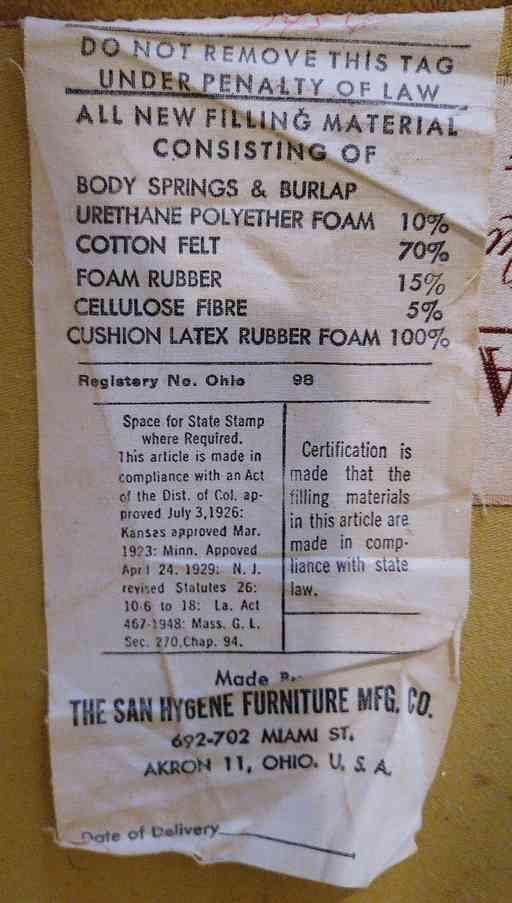 DO NOT REMOVE THIS TAG
UNDER PENALTY OF LAW
ALL NEW FILLING MATERIAL
CONSISTING OF
BODY SPRINGS & BURLAP
URETHANE POLYETHER FOAM 10%
COTTON FELT 70%
FOAM RUBBER 15%
CELLULOSE FIBRE 5%
CUSHION LATEX RUBBER FOAM 100%
Registery No. Ohio 98
Space for State Stamp
where Required.
This article is made in
compliance with an Act
of the Dist. of Col. ap-
proved July 3,1926:
Kansas approved Mar.
1923: Minn. Appoved
Apr l 24. 1929: N. J.
revised Statutes 26:
10-6 to 18: La. Act
467-1948: Mass. G. L.
Sec. 270,Chap. 94.
Certification is
made that the
filling materials
in this article are
made in comp-
liance with state
law.
Made
THE SAN HYGENE FURNITURE MFG. CO.
692-702 MIAMI ST.
AKRON 11, OHIO. U. S. A.
Date of Delivery